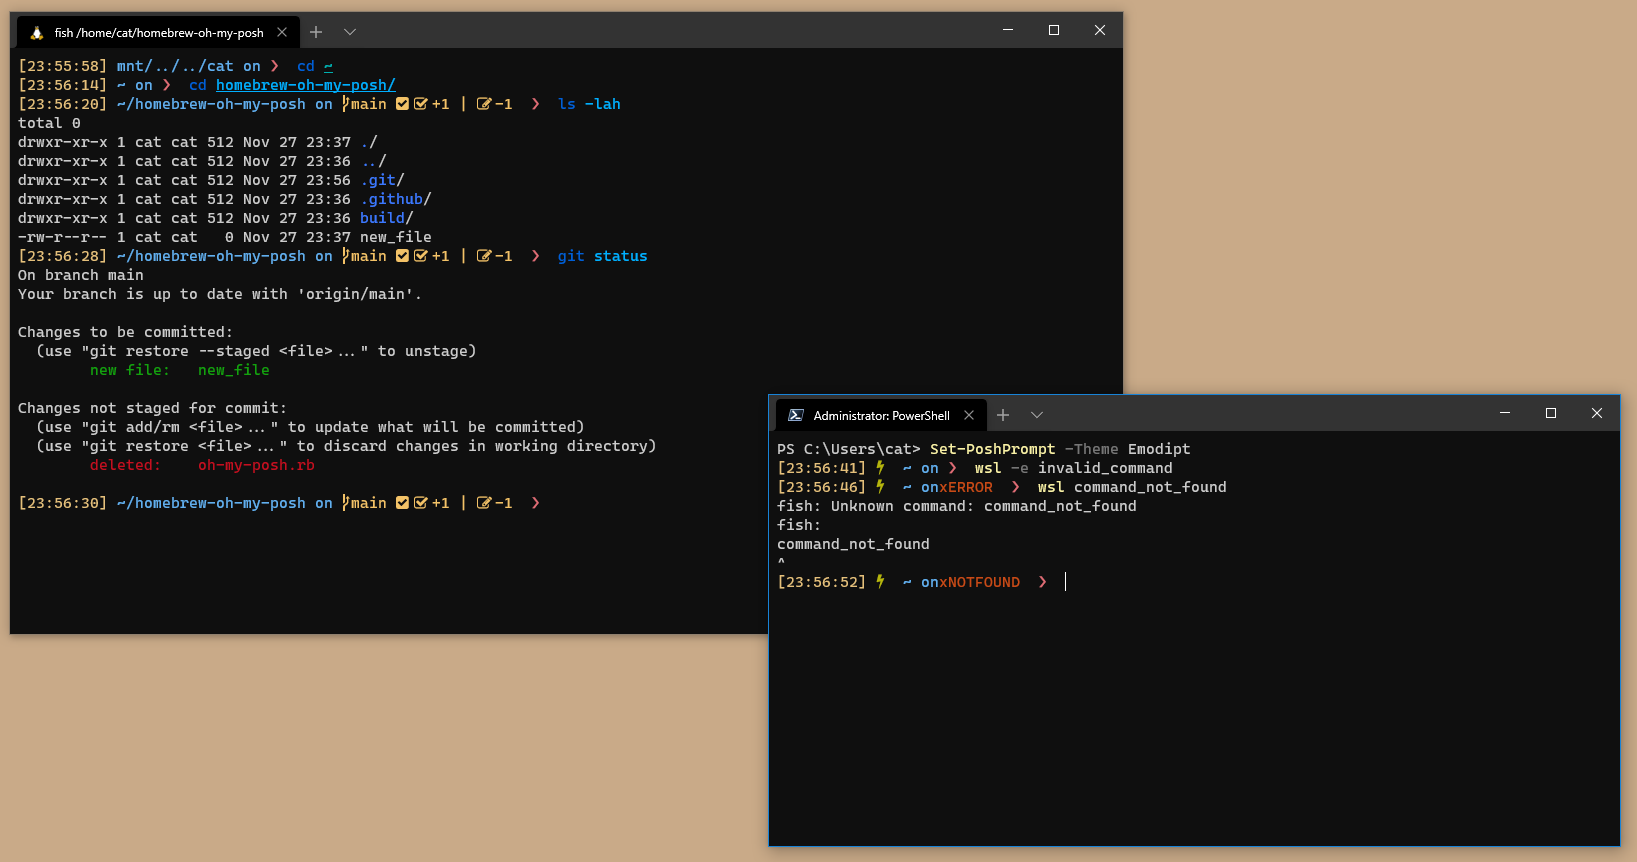 fish /home/cat/homebrew-oh-my-posh
[23:55:58] mnt/../../cat on ❯  cd ~
[23:56:14] ~ on ❯  cd homebrew-oh-my-posh/
[23:56:20] ~/homebrew-oh-my-posh on main +1 | -1 ❯  ls -lah
total 0
drwxr-xr-x 1 cat cat 512 Nov 27 23:37 ./
drwxr-xr-x 1 cat cat 512 Nov 27 23:36 ../
drwxr-xr-x 1 cat cat 512 Nov 27 23:56 .git/
drwxr-xr-x 1 cat cat 512 Nov 27 23:36 .github/
drwxr-xr-x 1 cat cat 512 Nov 27 23:36 build/
-rw-r--r-- 1 cat cat   0 Nov 27 23:37 new_file
[23:56:28] ~/homebrew-oh-my-posh on main +1 | -1 ❯  git status
On branch main
Your branch is up to date with 'origin/main'.
Changes to be committed:
  (use "git restore --staged <file>..." to unstage)
        new file:   new_file
Changes not staged for commit:
  (use "git add/rm <file>..." to update what will be committed)
  (use "git restore <file>..." to discard changes in working directory)
        deleted:    oh-my-posh.rb
[23:56:30] ~/homebrew-oh-my-posh on main +1 | -1 ❯
Administrator: PowerShell
PS C:\Users\cat> Set-PoshPrompt -Theme Emodipt
[23:56:41] ~ on ❯  wsl -e invalid_command
[23:56:46] ~ onxERROR ❯  wsl command_not_found
fish: Unknown command: command_not_found
fish:
command_not_found
^
[23:56:52] ~ onxNOTFOUND ❯